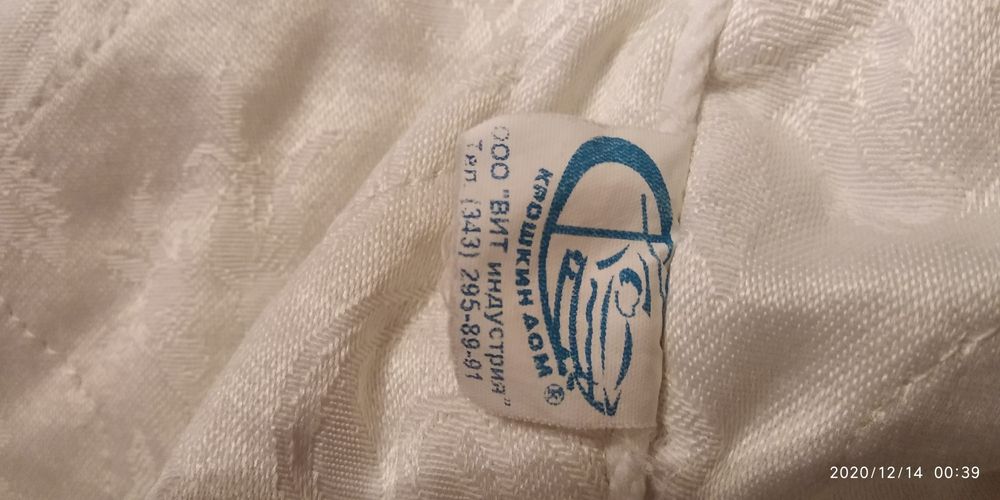 КРОШКИН ДОМ®
ООО "ВИТ ИНДУСТРИЯ"
Тел. (343) 295-89-91
2020/12/14 00:39